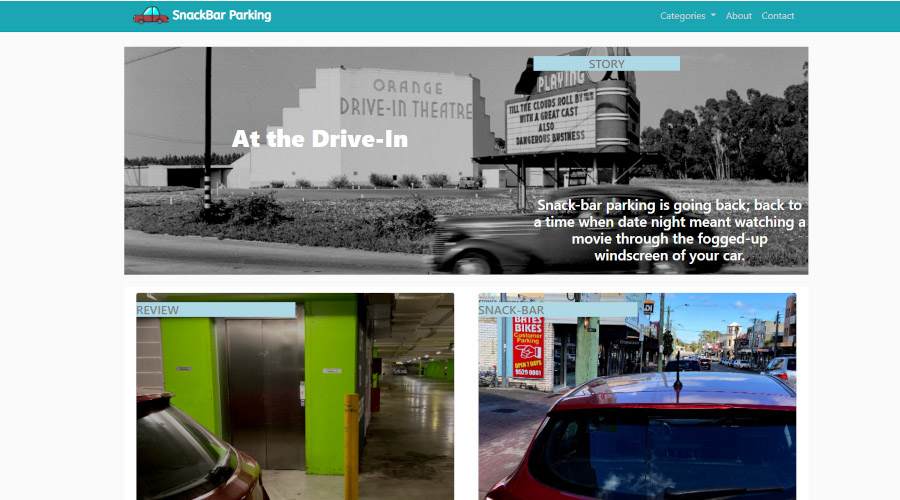 SnackBar Parking
Categories
About
Contact
STORY
ORANGE
DRIVE-IN THEATRE
PLAYING
TILL THE CLOUDS ROLL BY
WITH A GREAT CAST
ALSO
DANGEROUS BUSINESS
At the Drive-In
Snack-bar parking is going back; back to
a time when date night meant watching a
movie through the fogged-up
windscreen of your car.
REVIEW
SNACK-BAR
BIKES
Customer
Parking
OPEN 7 DAYS
9529 8001